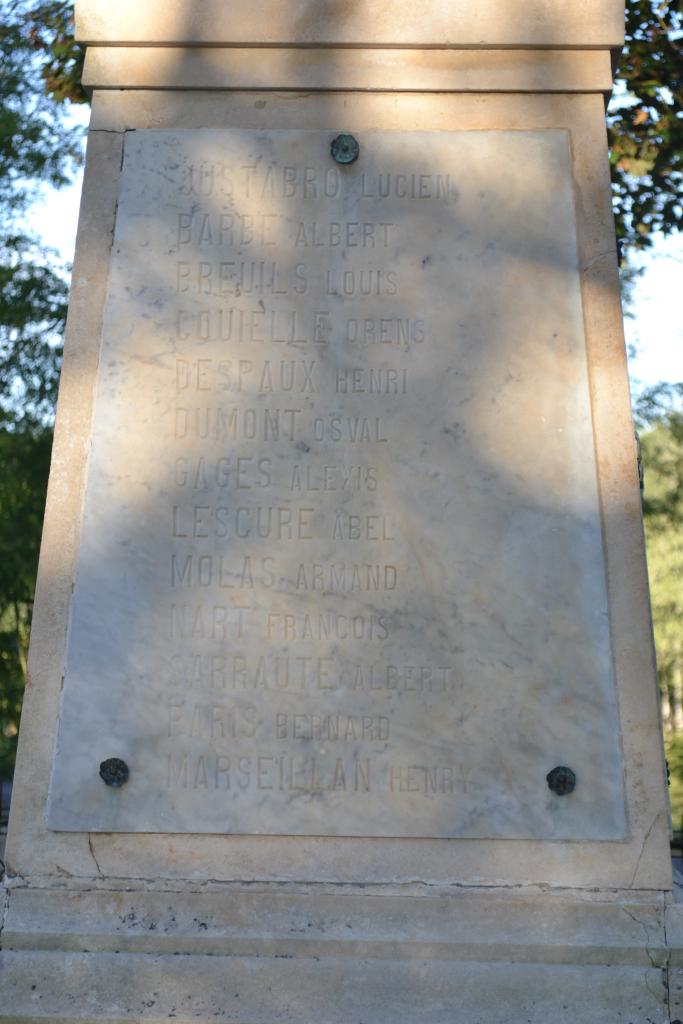 JUSTABRO LUCIEN
BARBE ALBERT
BREUILS LOUIS
COUIELLE ORENS
DESPAUX HENRI
DUMONT OSVAL
GAGES ALEXIS
LESCURE ABEL
MOLAS ARMAND
NART FRANCOIS
SARRAUTE ALBERT
PARIS BERNARD
MARSEILLAN HENRY